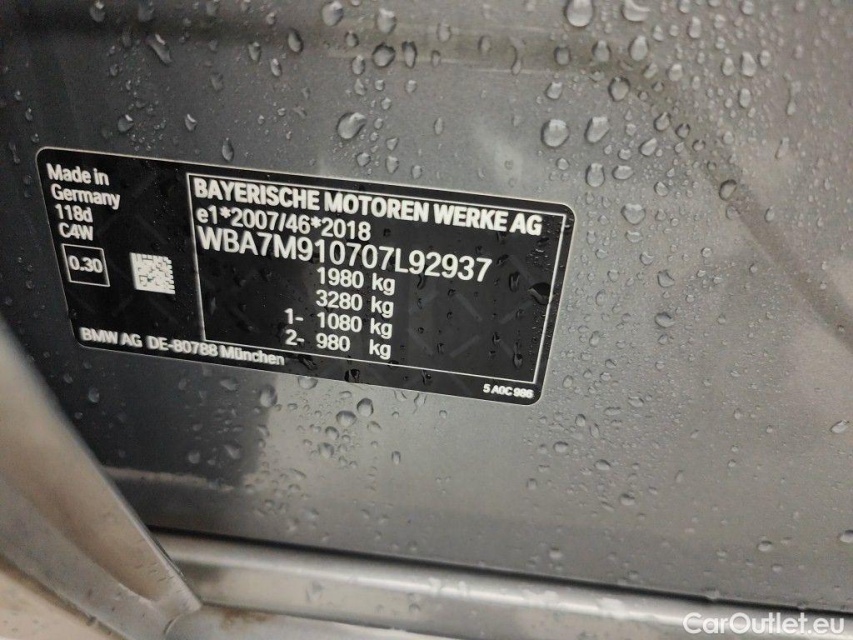 Made in
Germany
118d
C4W
0.30
BAYERISCHE MOTOREN WERKE AG
e1*2007/46*2018
WBA7M910707L92937
1980 kg
3280 kg
1- 1080 kg
2- 980 kg
BMW AG DE-80788 München
5 A0C 996
CarOutlet.eu